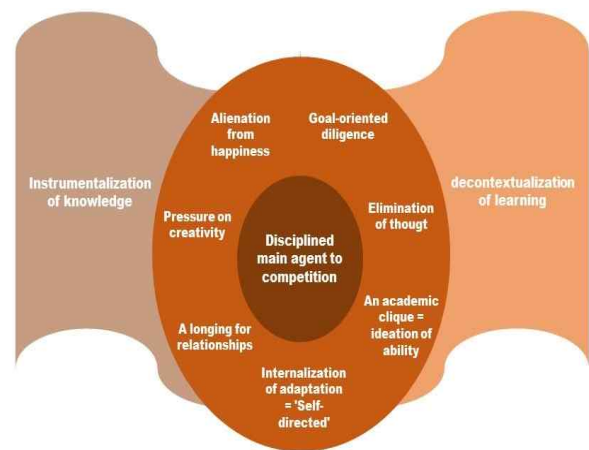 Alienation
from
happiness
Goal-oriented
diligence
Instrumentalization
of knowledge
decontextualization
of learning
Pressure on
creativity
Elimination
of thougt
Disciplined
main agent to
competition
A longing for
relationships
An academic
clique =
ideation of
ability
Internalization
of adaptation
= 'Self-
directed'